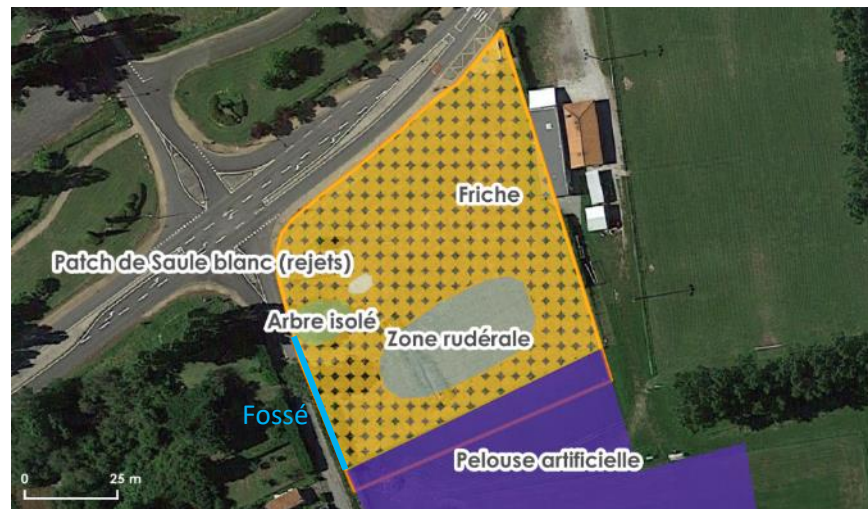 Friche
Patch de Saule blanc (rejets)
Arbre isolé
Zone rudérale
Fossé
Pelouse artificielle
0 25 m